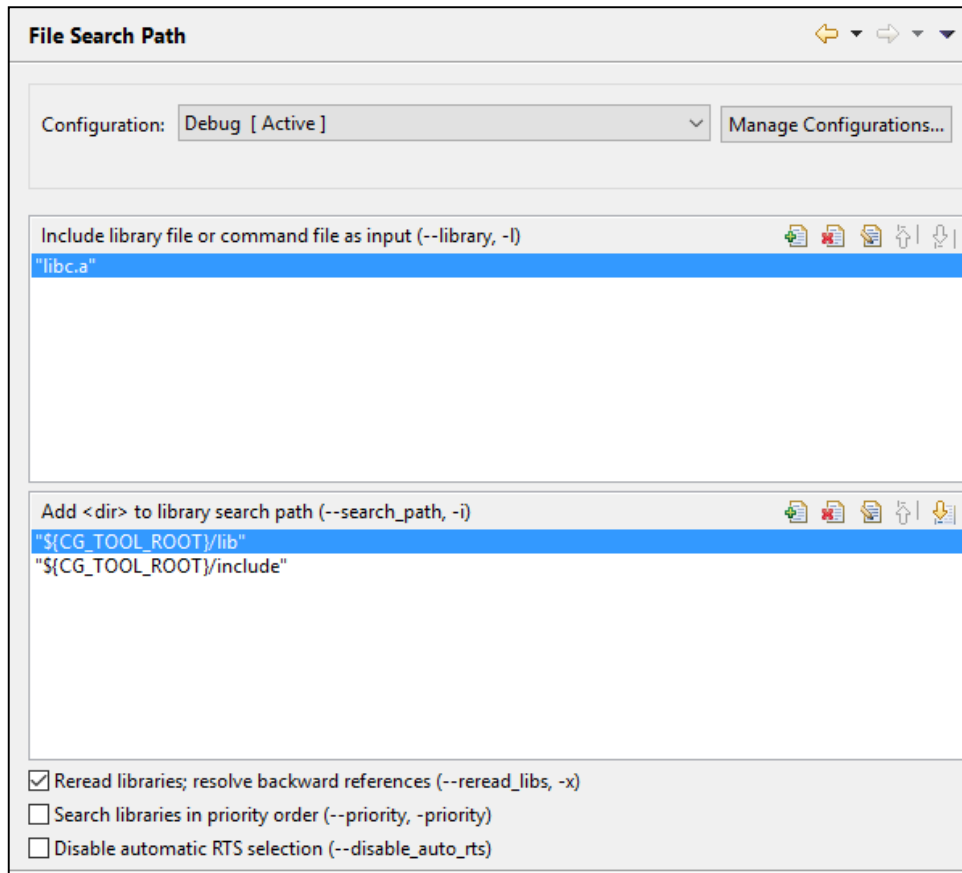 File Search Path
Configuration: Debug [ Active ] Manage Configurations...
Include library file or command file as input (--library, -l)
"libc.a"
Add <dir> to library search path (--search_path, -i)
"${CG_TOOL_ROOT}/lib"
"${CG_TOOL_ROOT}/include"
Reread libraries; resolve backward references (--reread_libs, -x)
Search libraries in priority order (--priority, -priority)
Disable automatic RTS selection (--disable_auto_rts)